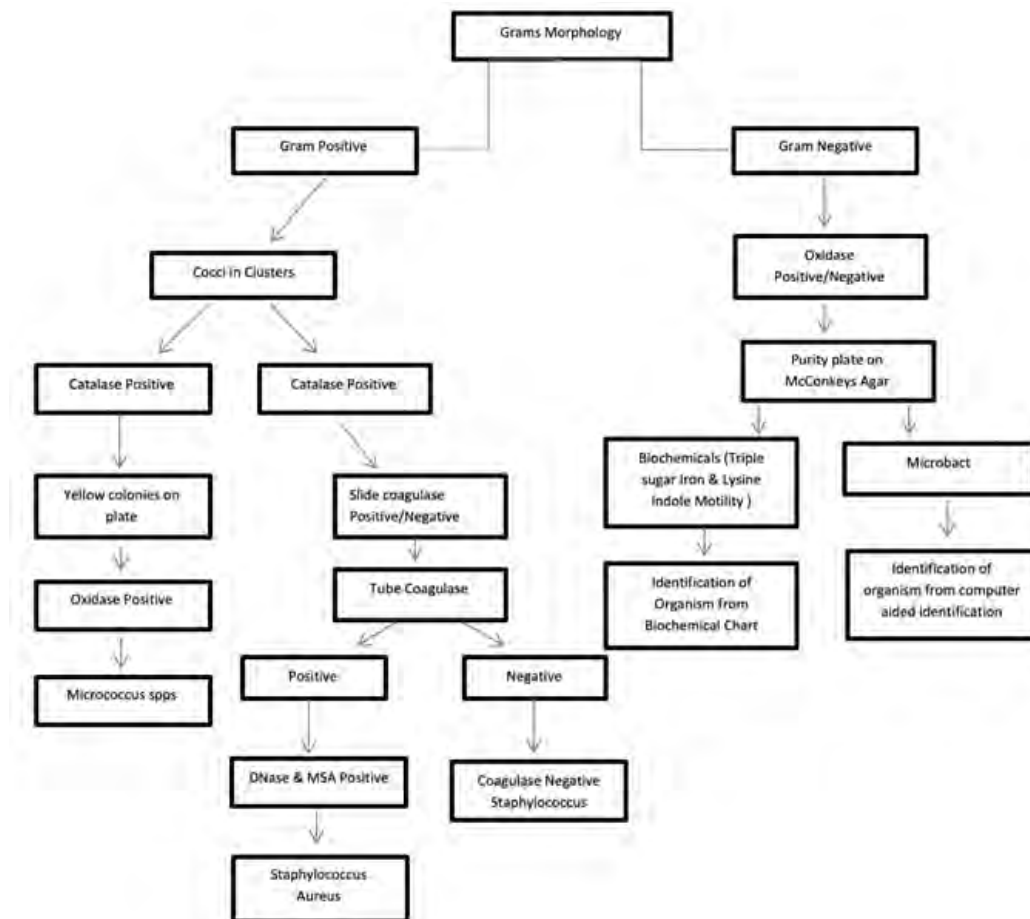 Grams Morphology
Gram Positive
Gram Negative
Cocci in Clusters
Oxidase
Positive/Negative
Catalase Positive
Catalase Positive
Purity plate on
McConkeys Agar
Yellow colonies on
plate
Slide coagulase
Positive/Negative
Biochemicals (Triple
sugar Iron & Lysine
Indole Motility )
Microbact
Oxidase Positive
Tube Coagulase
Identification of
Organism from
Biochemical Chart
Identification of
organism from computer
aided identification
Micrococcus spps
Positive
Negative
DNase & MSA Positive
Coagulase Negative
Staphylococcus
Staphylococcus
Aureus